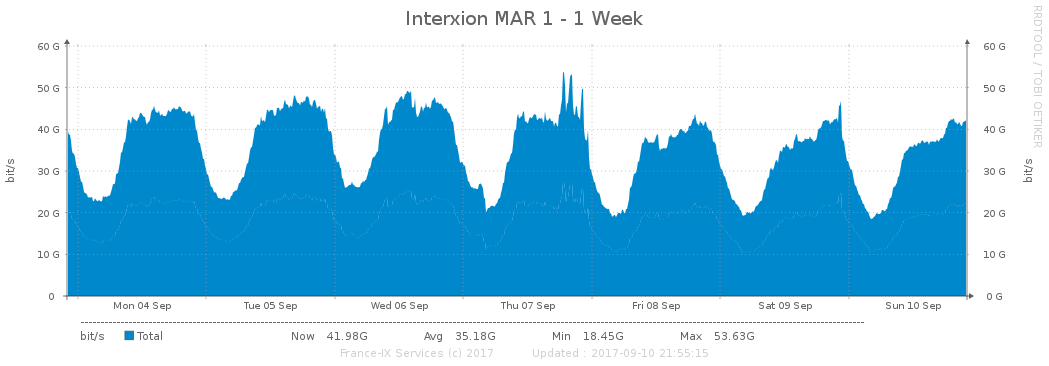 Interxion MAR 1 - 1 Week
RRDTOOL / TOBI OETIKER
bit/s
60 G
50 G
40 G
30 G
20 G
10 G
0
60 G
50 G
40 G
30 G
20 G
10 G
0 G
bit/s
Mon 04 Sep Tue 05 Sep Wed 06 Sep Thu 07 Sep Fri 08 Sep Sat 09 Sep Sun 10 Sep
bit/s Total Now 41.98G Avg 35.18G Min 18.45G Max 53.63G
France-IX Services (c) 2017 Updated : 2017-09-10 21:55:15